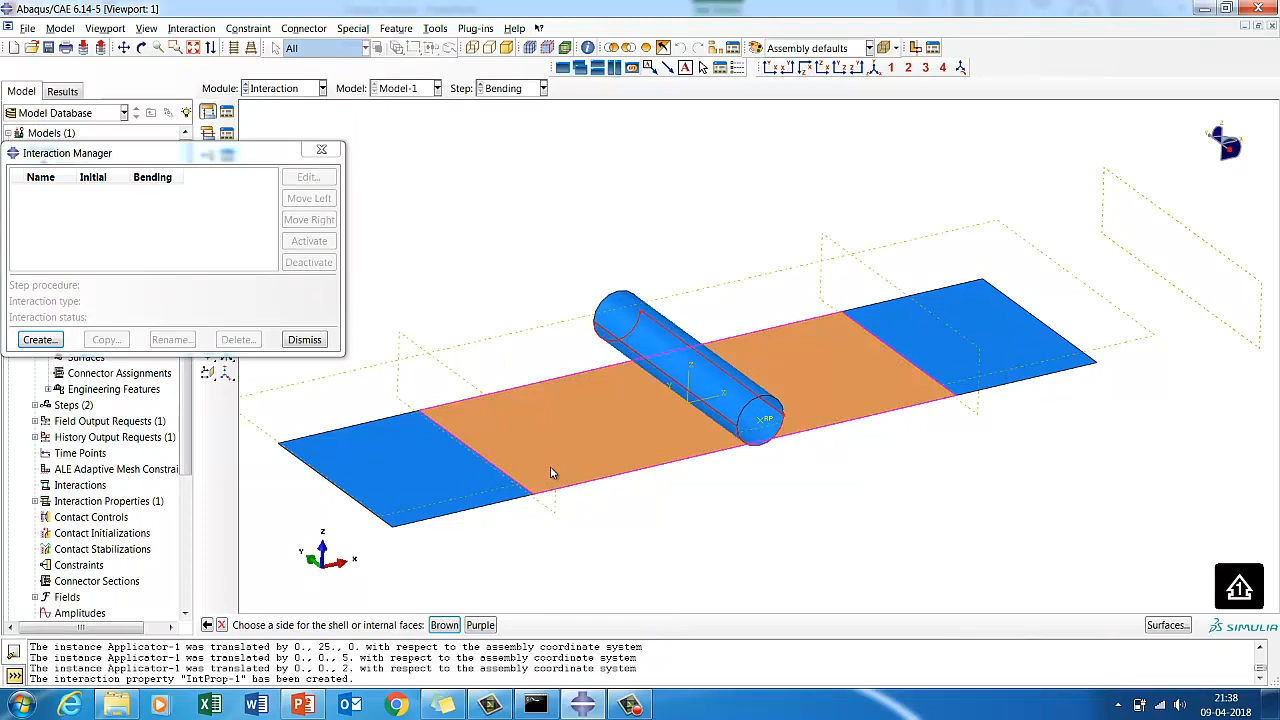 Abaqus/CAE 6.14-5 [Viewport: 1]
File Model Viewport View Interaction Constraint Connector Special Feature Tools Plug-ins Help
All
Assembly defaults
1 2 3 4
Model Results
Module: Interaction Model: Model-1 Step: Bending
Model Database
Models (1)
Interaction Manager
Name Initial Bending
Edit...
Move Left
Move Right
Activate
Deactivate
Step procedure:
Interaction type:
Interaction status:
Create... Copy... Rename... Delete... Dismiss
Surfaces
Connector Assignments
Engineering Features
Steps (2)
Field Output Requests (1)
History Output Requests (1)
Time Points
ALE Adaptive Mesh Constrai
Interactions
Interaction Properties (1)
Contact Controls
Contact Initializations
Contact Stabilizations
Constraints
Connector Sections
Fields
Amplitudes
Z
X
Y
RP
Z
Y
X
1
Choose a side for the shell or internal faces: Brown Purple
Surfaces...
SIMULIA
The instance Applicator-1 was translated by 0., 25., 0. with respect to the assembly coordinate system
The instance Applicator-1 was translated by 0., 0., 5. with respect to the assembly coordinate system
The instance Applicator-1 was translated by 0., 0., 2. with respect to the assembly coordinate system
The interaction property "IntProp-1" has been created.
21:38
09-04-2018